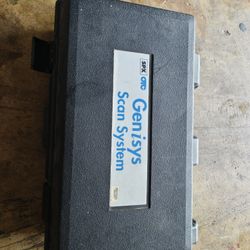 SPX OTC
Genisys
Scan System